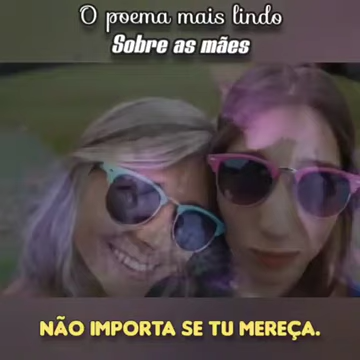 O poema mais lindo
Sobre as mães
NÃO IMPORTA SE TU MEREÇA.